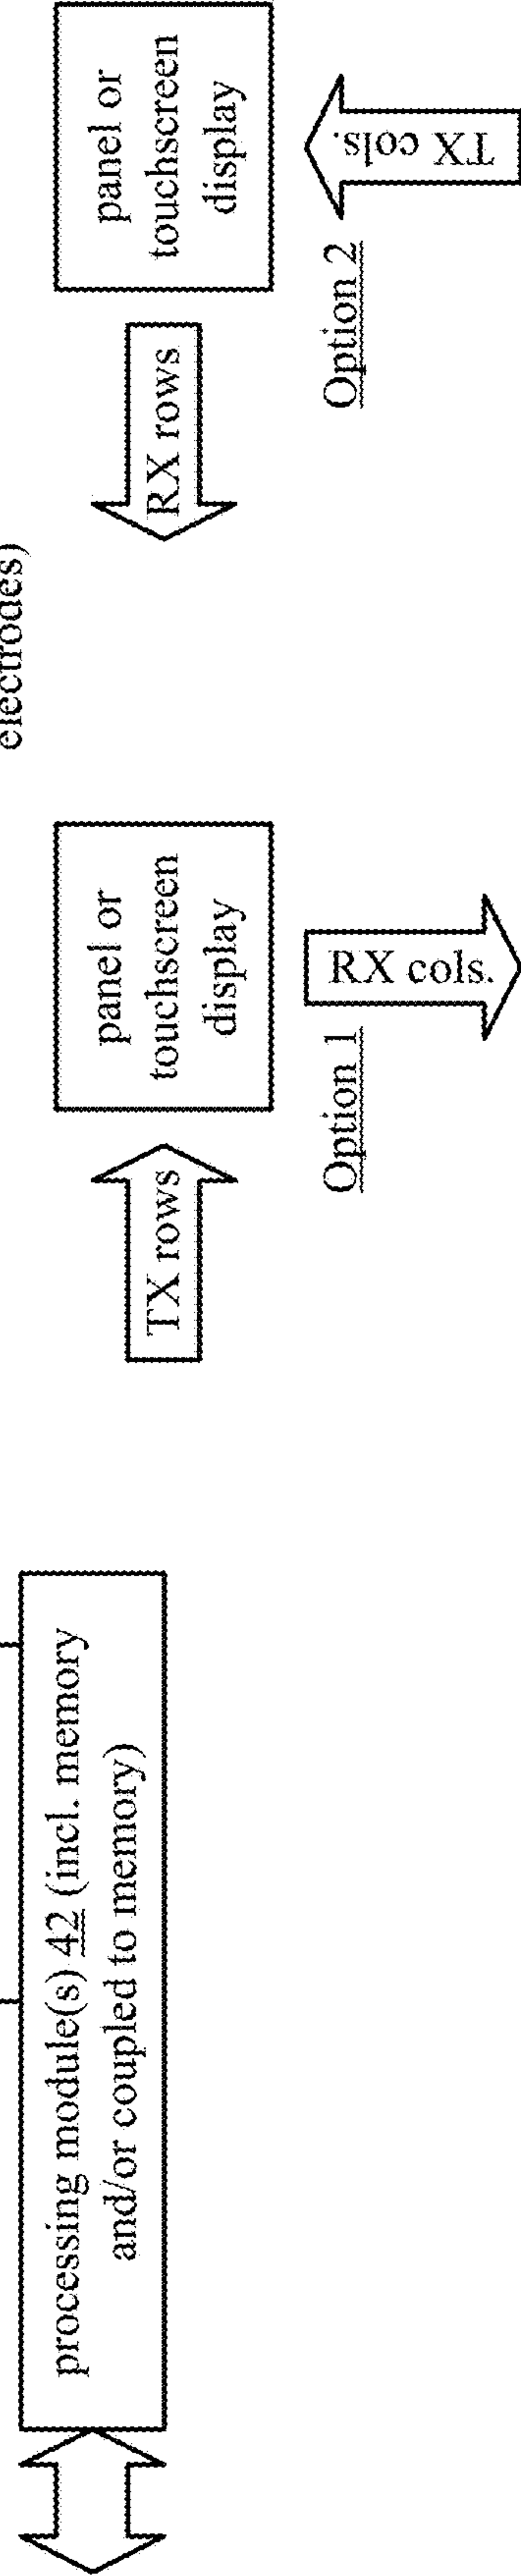 electrodes)
processing module(s) 42 (incl. memory
and/or coupled to memory)
TX rows
panel or
touchscreen
display
RX cols.
Option 1
RX rows
panel or
touchscreen
display
TX cols.
Option 2